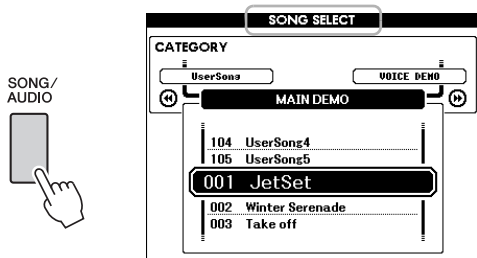 SONG/
AUDIO
SONG SELECT
CATEGORY
UserSong
VOICE DEMO
MAIN DEMO
104 UserSong4
105 UserSong5
001 JetSet
002 Winter Serenade
003 Take off